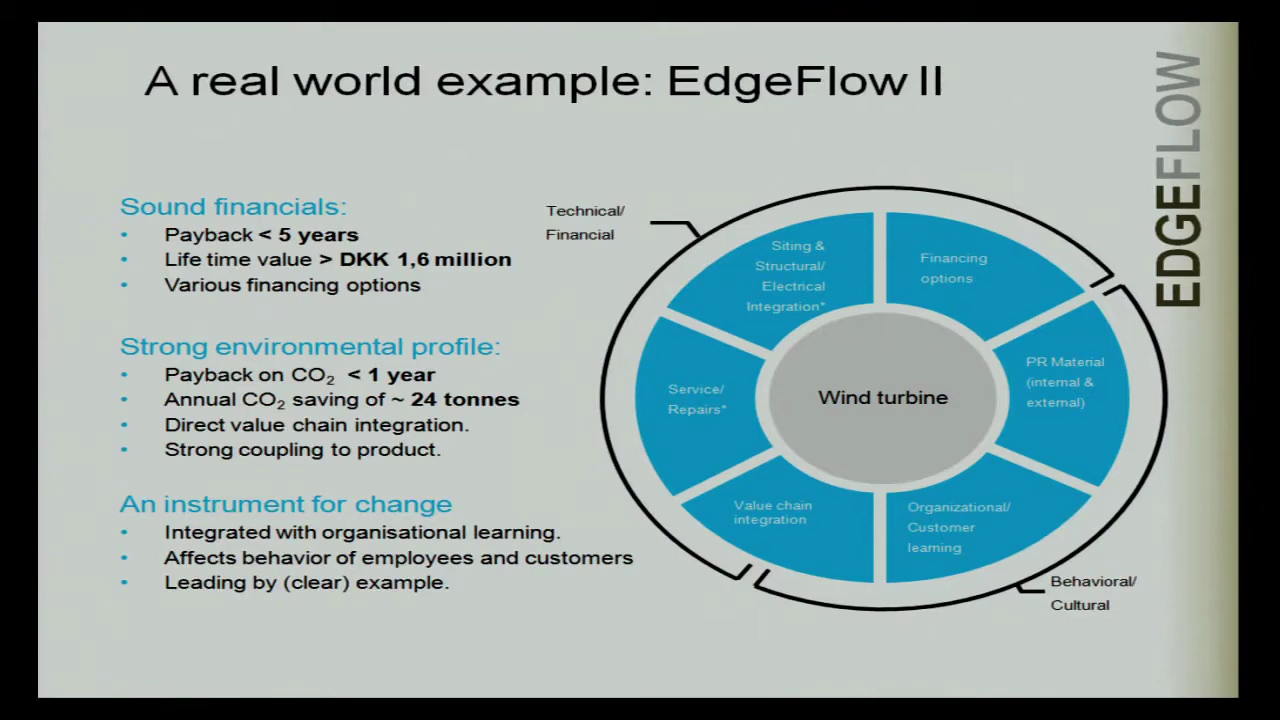 A real world example: EdgeFlow II
EDGEFLOW
Sound financials:
• Payback < 5 years
• Life time value > DKK 1,6 million
• Various financing options
Strong environmental profile:
• Payback on CO₂ < 1 year
• Annual CO₂ saving of ~ 24 tonnes
• Direct value chain integration.
• Strong coupling to product.
An instrument for change
• Integrated with organisational learning.
• Affects behavior of employees and customers
• Leading by (clear) example.
Technical/
Financial
Siting &
Structural/
Electrical
Integration*
Financing
options
PR Material
(internal &
external)
Service/
Repairs*
Wind turbine
Value chain
integration
Organizational/
Customer
learning
Behavioral/
Cultural